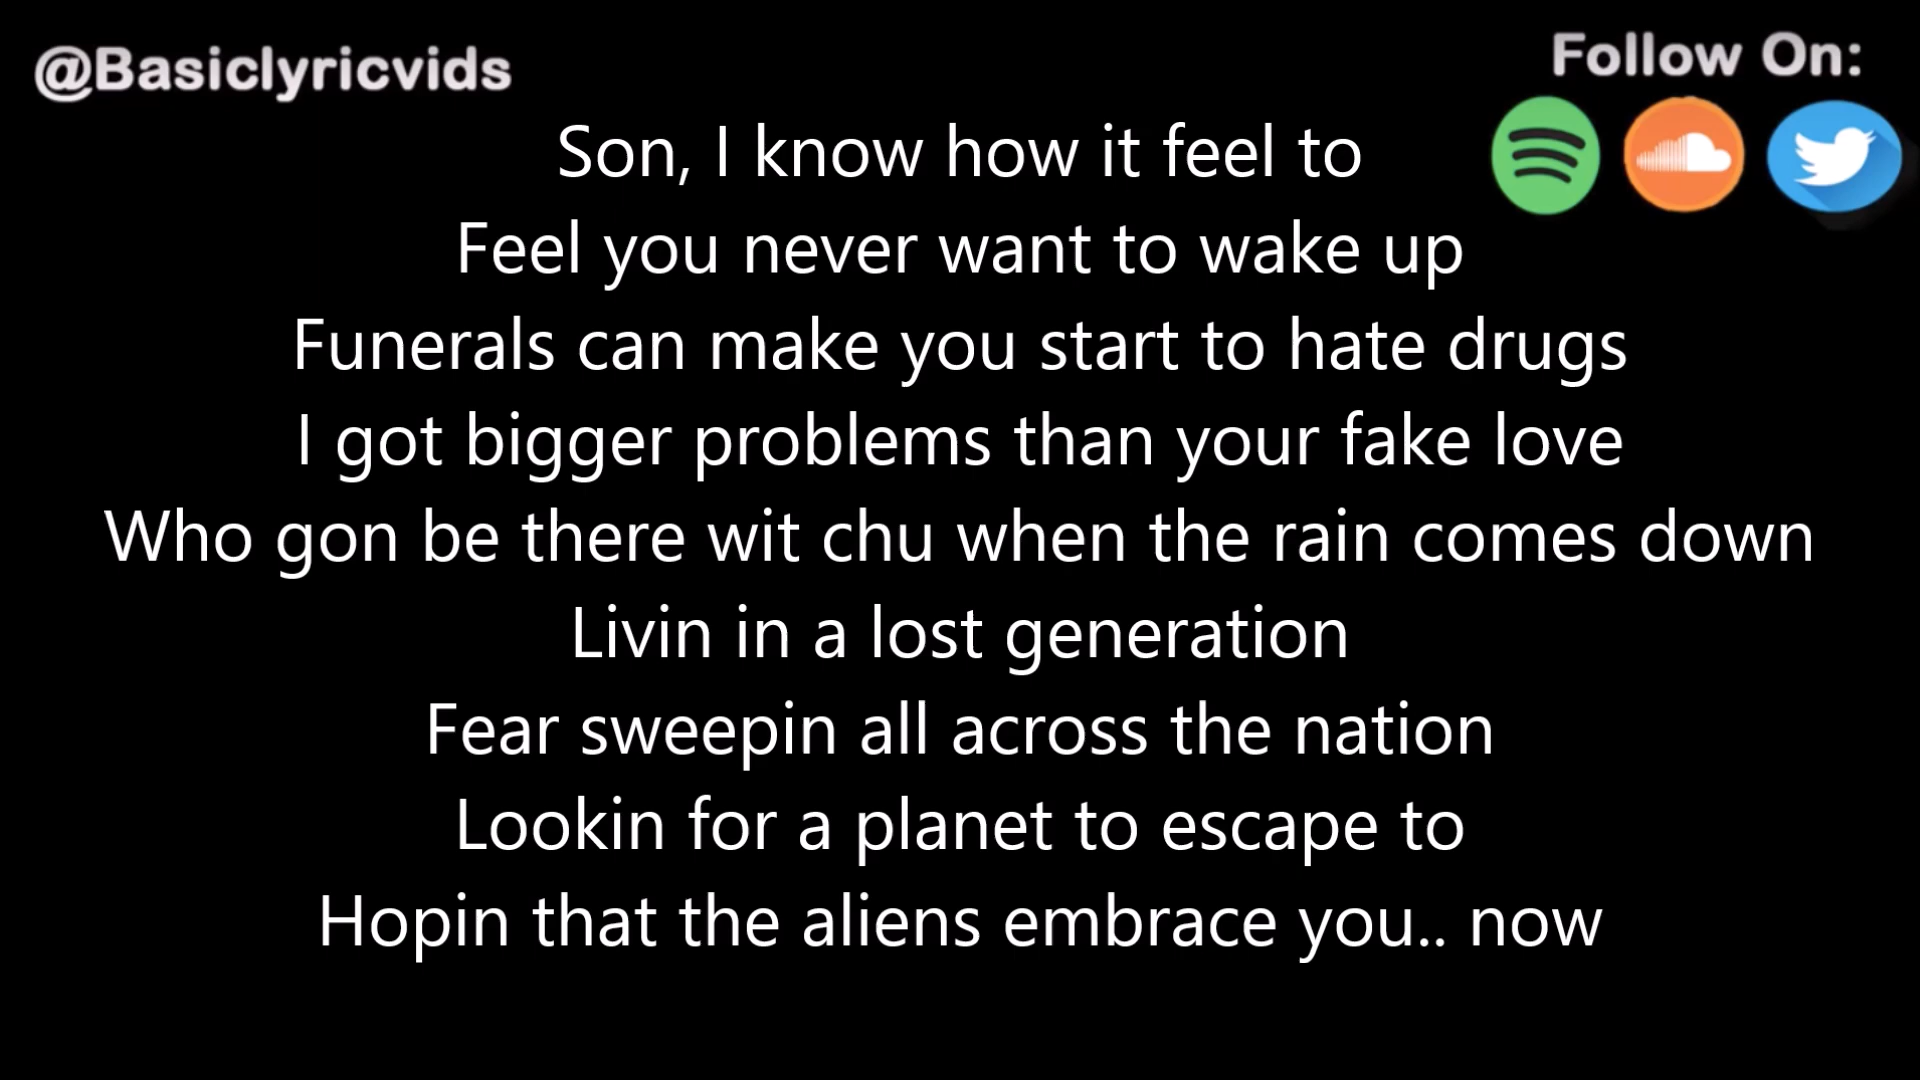 @Basiclyricvids
Follow On:
Son, I know how it feel to
Feel you never want to wake up
Funerals can make you start to hate drugs
I got bigger problems than your fake love
Who gon be there wit chu when the rain comes down
Livin in a lost generation
Fear sweepin all across the nation
Lookin for a planet to escape to
Hopin that the aliens embrace you.. now